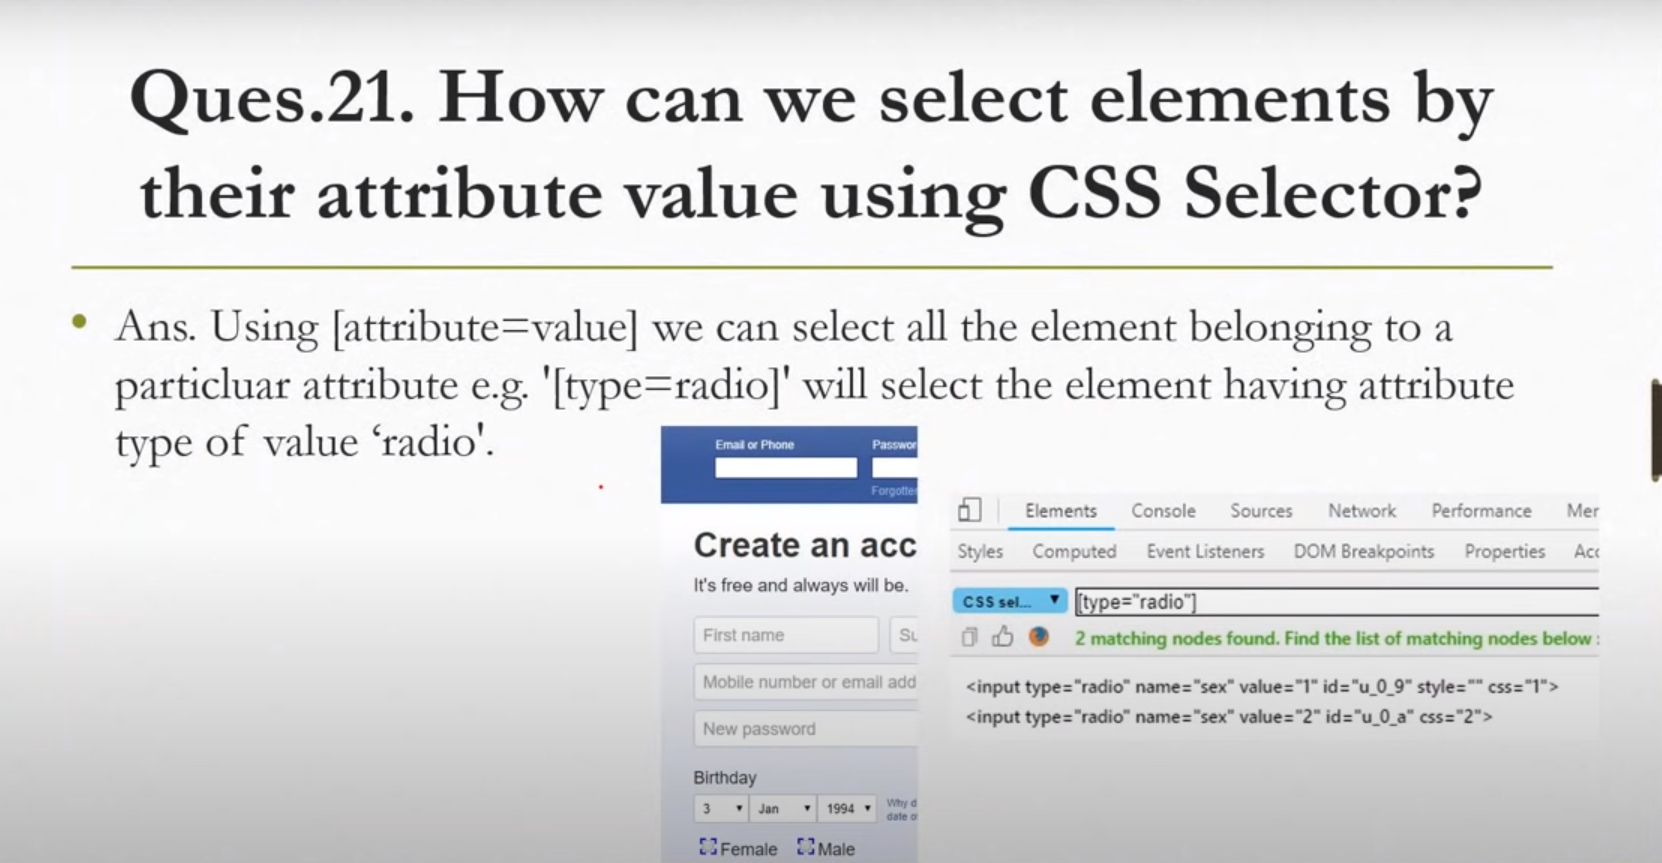 Ques.21. How can we select elements by
their attribute value using CSS Selector?
• Ans. Using [attribute=value] we can select all the element belonging to a
particluar attribute e.g. '[type=radio]' will select the element having attribute
type of value ‘radio'.
Email or Phone Passwor
Forgotte
Create an acc
It's free and always will be.
First name Su
Mobile number or email add
New password
Birthday
3 Jan 1994 Why d
date o
Female Male
Elements Console Sources Network Performance Mer
Styles Computed Event Listeners DOM Breakpoints Properties Acc
CSS sel... [type="radio"]
2 matching nodes found. Find the list of matching nodes below :
<input type="radio" name="sex" value="1" id="u_0_9" style="" css="1">
<input type="radio" name="sex" value="2" id="u_0_a" css="2">